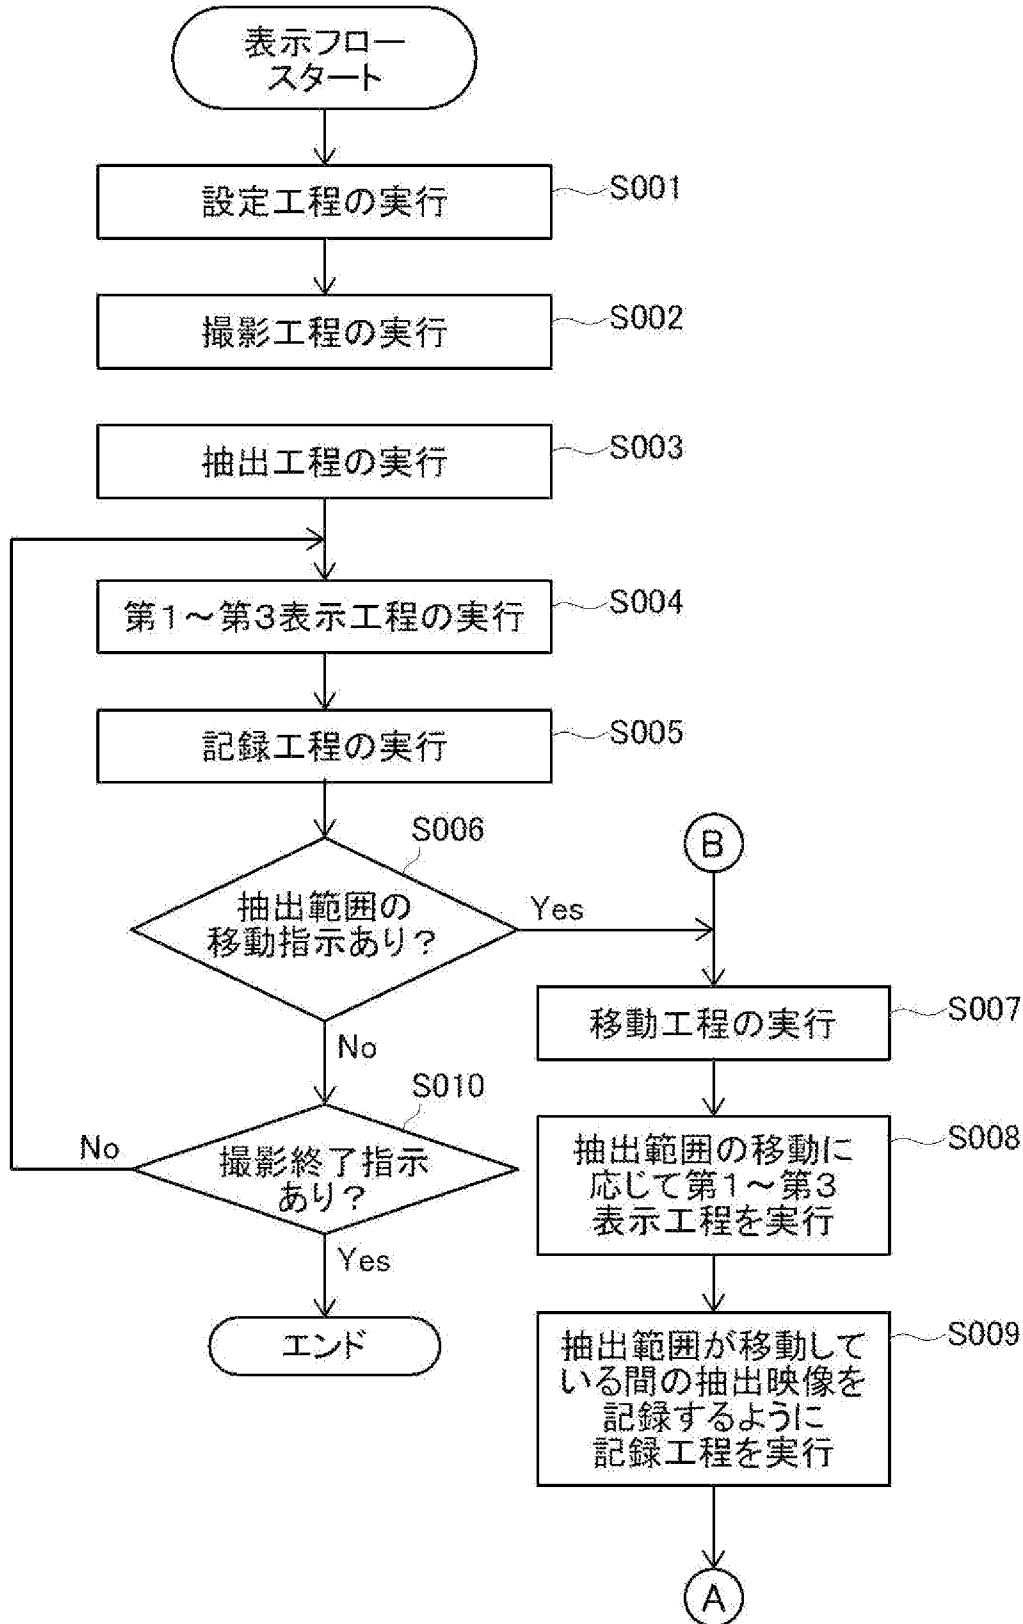 表示フロー
スタート
設定工程の実行
S001
撮影工程の実行
S002
抽出工程の実行
S003
第1～第3表示工程の実行
S004
記録工程の実行
S005
S006
抽出範囲の
移動指示あり？
Yes
No
B
移動工程の実行
S007
S010
撮影終了指示
あり？
No
Yes
抽出範囲の移動に
応じて第1～第3
表示工程を実行
S008
エンド
抽出範囲が移動して
いる間の抽出映像を
記録するように
記録工程を実行
S009
A